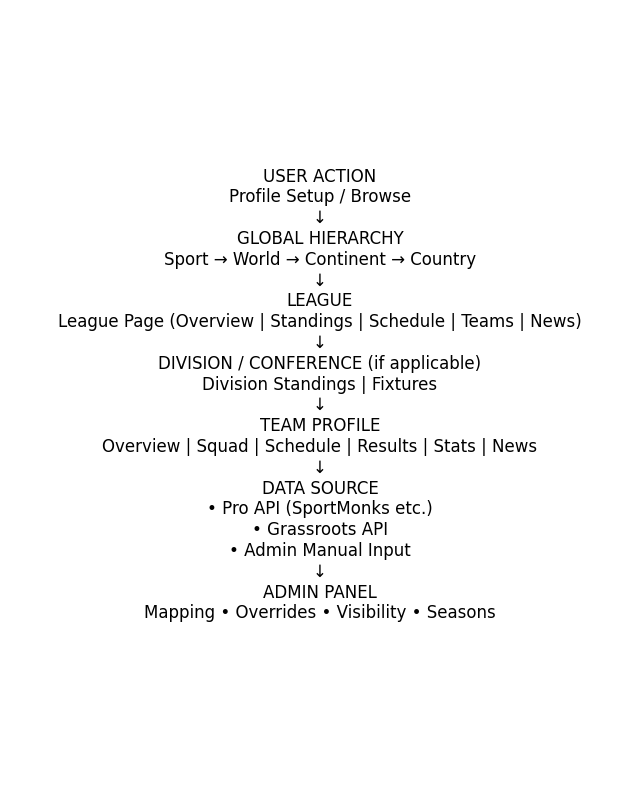 USER ACTION
Profile Setup / Browse
↓
GLOBAL HIERARCHY
Sport → World → Continent → Country
↓
LEAGUE
League Page (Overview | Standings | Schedule | Teams | News)
↓
DIVISION / CONFERENCE (if applicable)
Division Standings | Fixtures
↓
TEAM PROFILE
Overview | Squad | Schedule | Results | Stats | News
↓
DATA SOURCE
• Pro API (SportMonks etc.)
• Grassroots API
• Admin Manual Input
↓
ADMIN PANEL
Mapping • Overrides • Visibility • Seasons